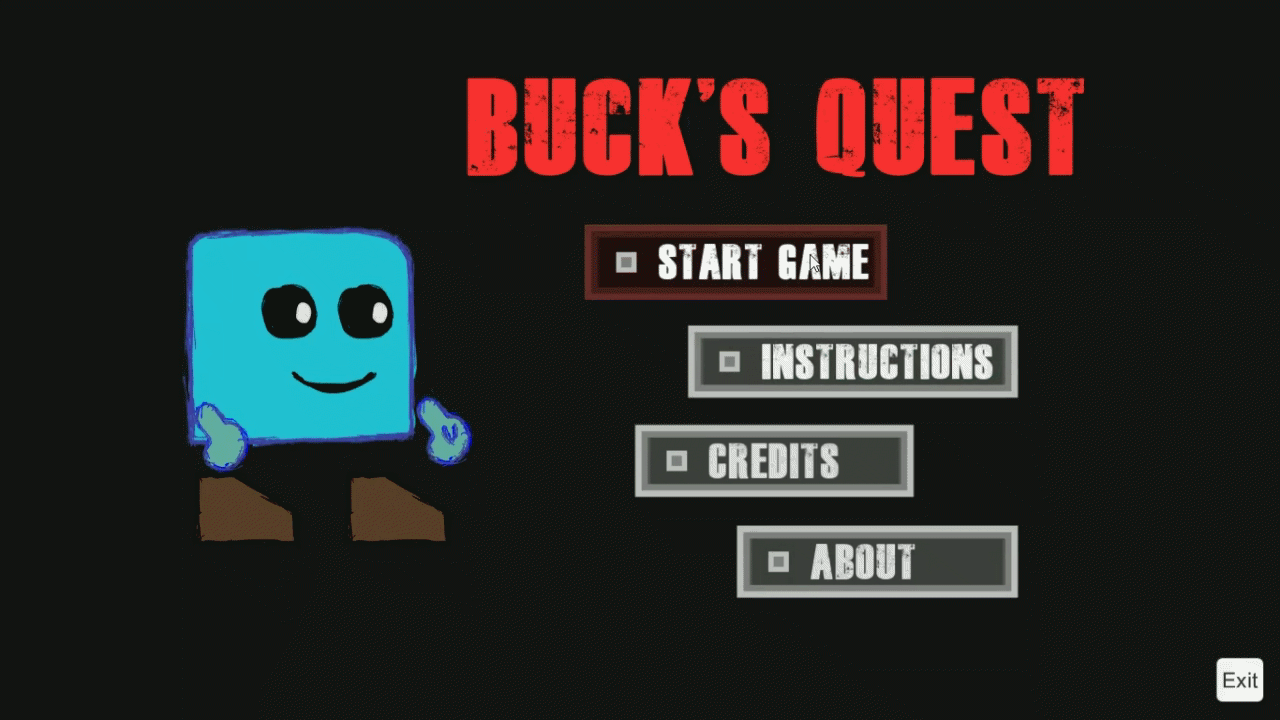 BUCK'S QUEST
START GAME
INSTRUCTIONS
CREDITS
ABOUT
Exit